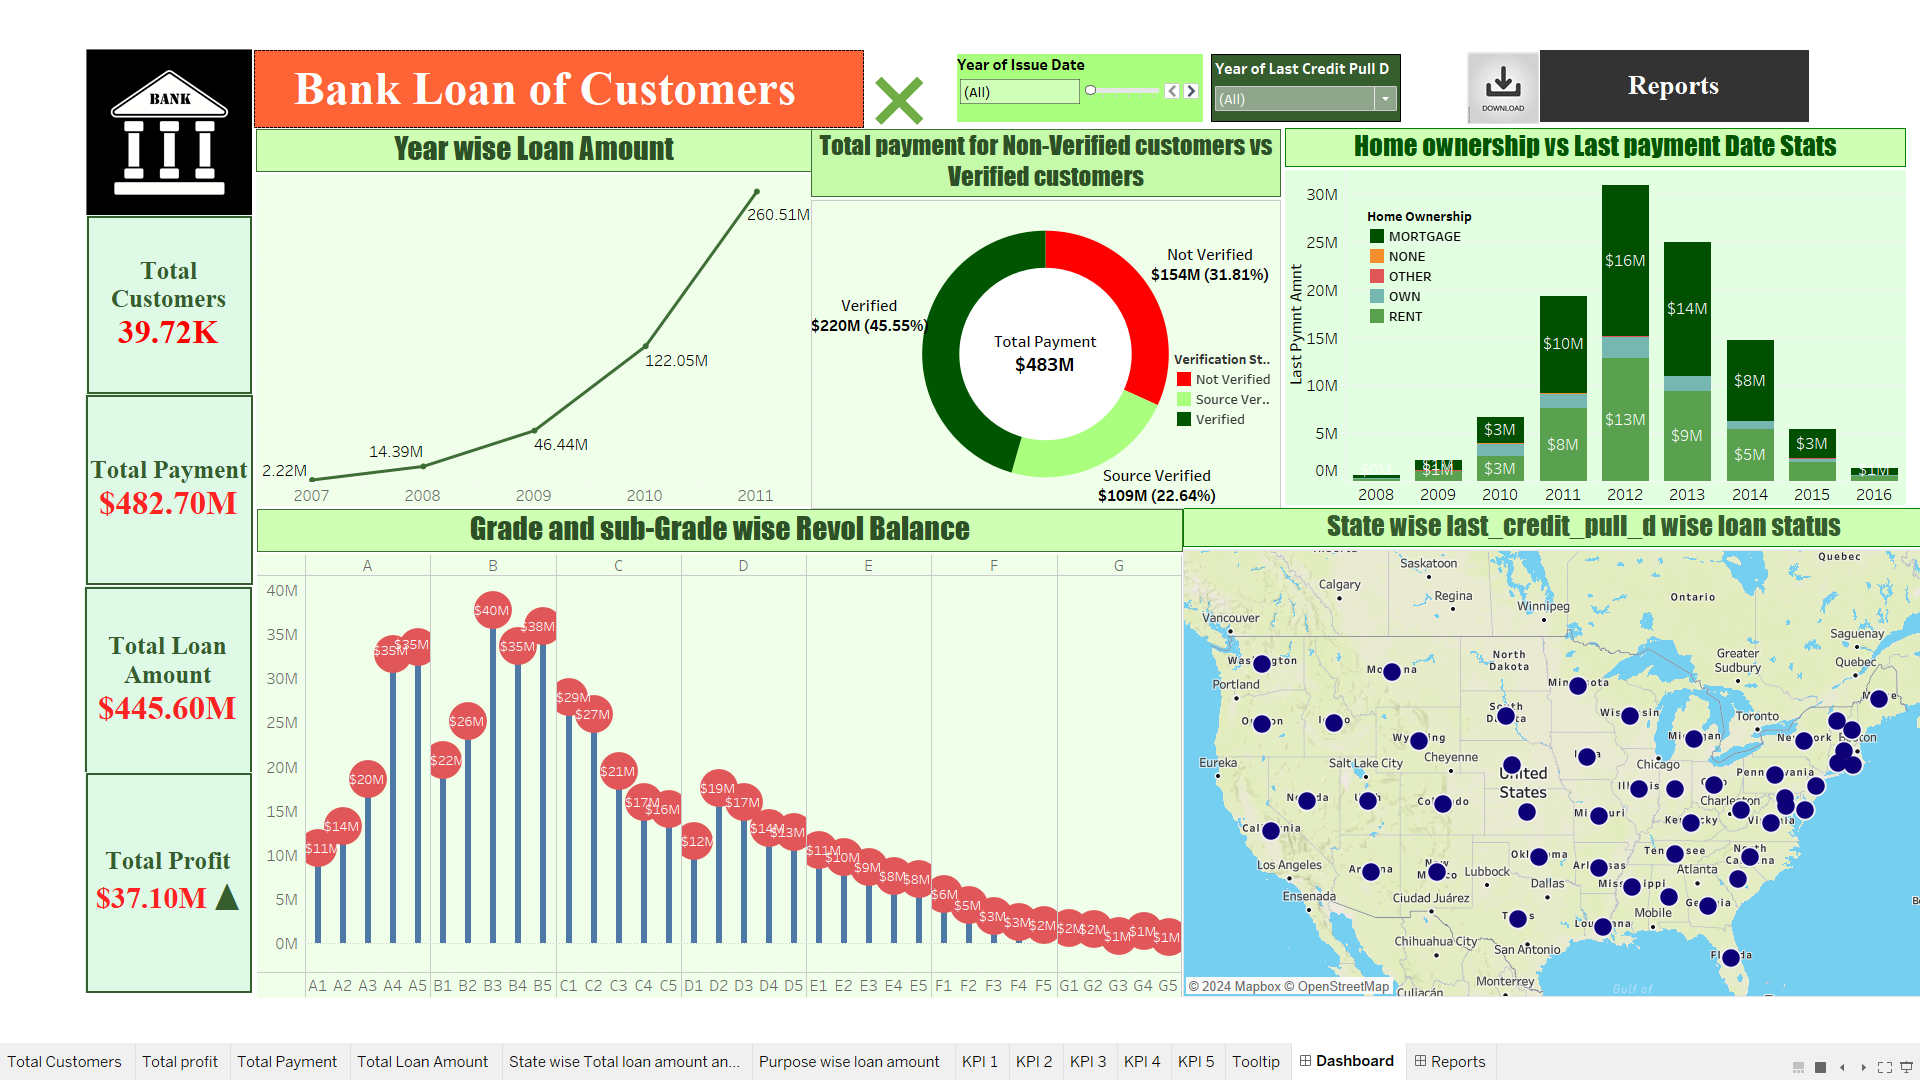 BANK
Bank Loan of Customers
Year of Issue Date
(All)
Year of Last Credit Pull D
(All)
DOWNLOAD
Reports
Total
Customers
39.72K
Total Payment
$482.70M
Total Loan
Amount
$445.60M
Total Profit
$37.10M ▲
Year wise Loan Amount
260.51M
122.05M
46.44M
14.39M
2.22M
2007 2008 2009 2010 2011
Total payment for Non-Verified customers vs
Verified customers
Not Verified
$154M (31.81%)
Verified
$220M (45.55%)
Total Payment
$483M
Source Verified
$109M (22.64%)
Verification St..
Not Verified
Source Ver..
Verified
Home ownership vs Last payment Date Stats
Last Pymnt Amnt
30M
25M
20M
15M
10M
5M
0M
Home Ownership
MORTGAGE
NONE
OTHER
OWN
RENT
$0M
$1M
$1M
$3M
$3M
$10M
$8M
$16M
$13M
$14M
$9M
$8M
$5M
$3M
$1M
2008 2009 2010 2011 2012 2013 2014 2015 2016
Grade and sub-Grade wise Revol Balance
A B C D E F G
40M
35M
30M
25M
20M
15M
10M
5M
0M
$11M $14M $20M $35M $35M
$22M $26M $40M $35M $38M
$29M $27M $21M $17M $16M
$12M $19M $17M $14M $13M
$11M $10M $9M $8M $8M
$6M $5M $3M $3M $2M
$2M $2M $1M $1M $1M
A1 A2 A3 A4 A5 B1 B2 B3 B4 B5 C1 C2 C3 C4 C5 D1 D2 D3 D4 D5 E1 E2 E3 E4 E5 F1 F2 F3 F4 F5 G1 G2 G3 G4 G5
State wise last_credit_pull_d wise loan status
Quebec
Saskatoon
Calgary
Regina
Ontario
Winnipeg
Vancouver
Saguenay
Greater
Sudbury
Quebec
North
Dakota
Portland
Toronto
Eureka
Salt Lake City
Cheyenne
Chicago
United
States
Charleston
Los Angeles
Lubbock
Dallas
Atlanta
Ensenada
Ciudad Juárez
Mobile
Chihuahua City
San Antonio
Monterrey
Culiacán
Gulf of
© 2024 Mapbox © OpenStreetMap
Total Customers
Total profit
Total Payment
Total Loan Amount
State wise Total loan amount an...
Purpose wise loan amount
KPI 1
KPI 2
KPI 3
KPI 4
KPI 5
Tooltip
Dashboard
Reports